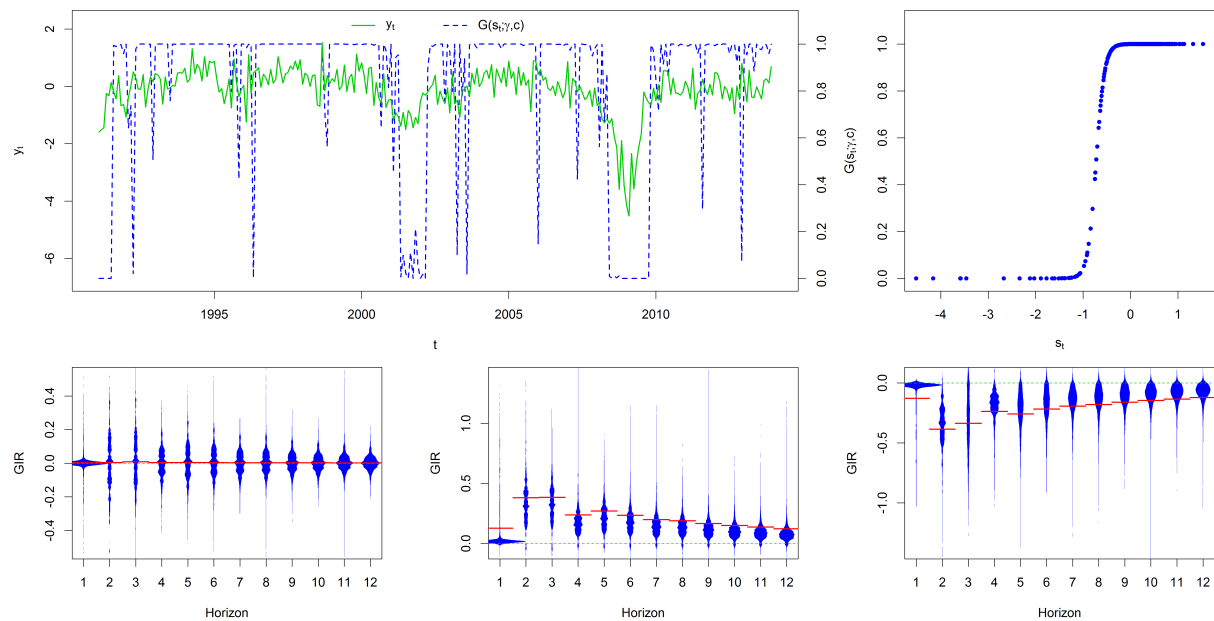 y_t G(s_t;γ,c)
y_t
2
0
-2
-4
-6
G(s_t;γ,c)
1.0
0.8
0.6
0.4
0.2
0.0
1995 2000 2005 2010
t
1.0
0.8
0.6
0.4
0.2
0.0
-4 -3 -2 -1 0 1
s_t
GIR
0.4
0.2
0.0
-0.2
-0.4
1 2 3 4 5 6 7 8 9 10 11 12
Horizon
GIR
1.0
0.5
0.0
1 2 3 4 5 6 7 8 9 10 11 12
Horizon
GIR
0.0
-0.5
-1.0
1 2 3 4 5 6 7 8 9 10 11 12
Horizon